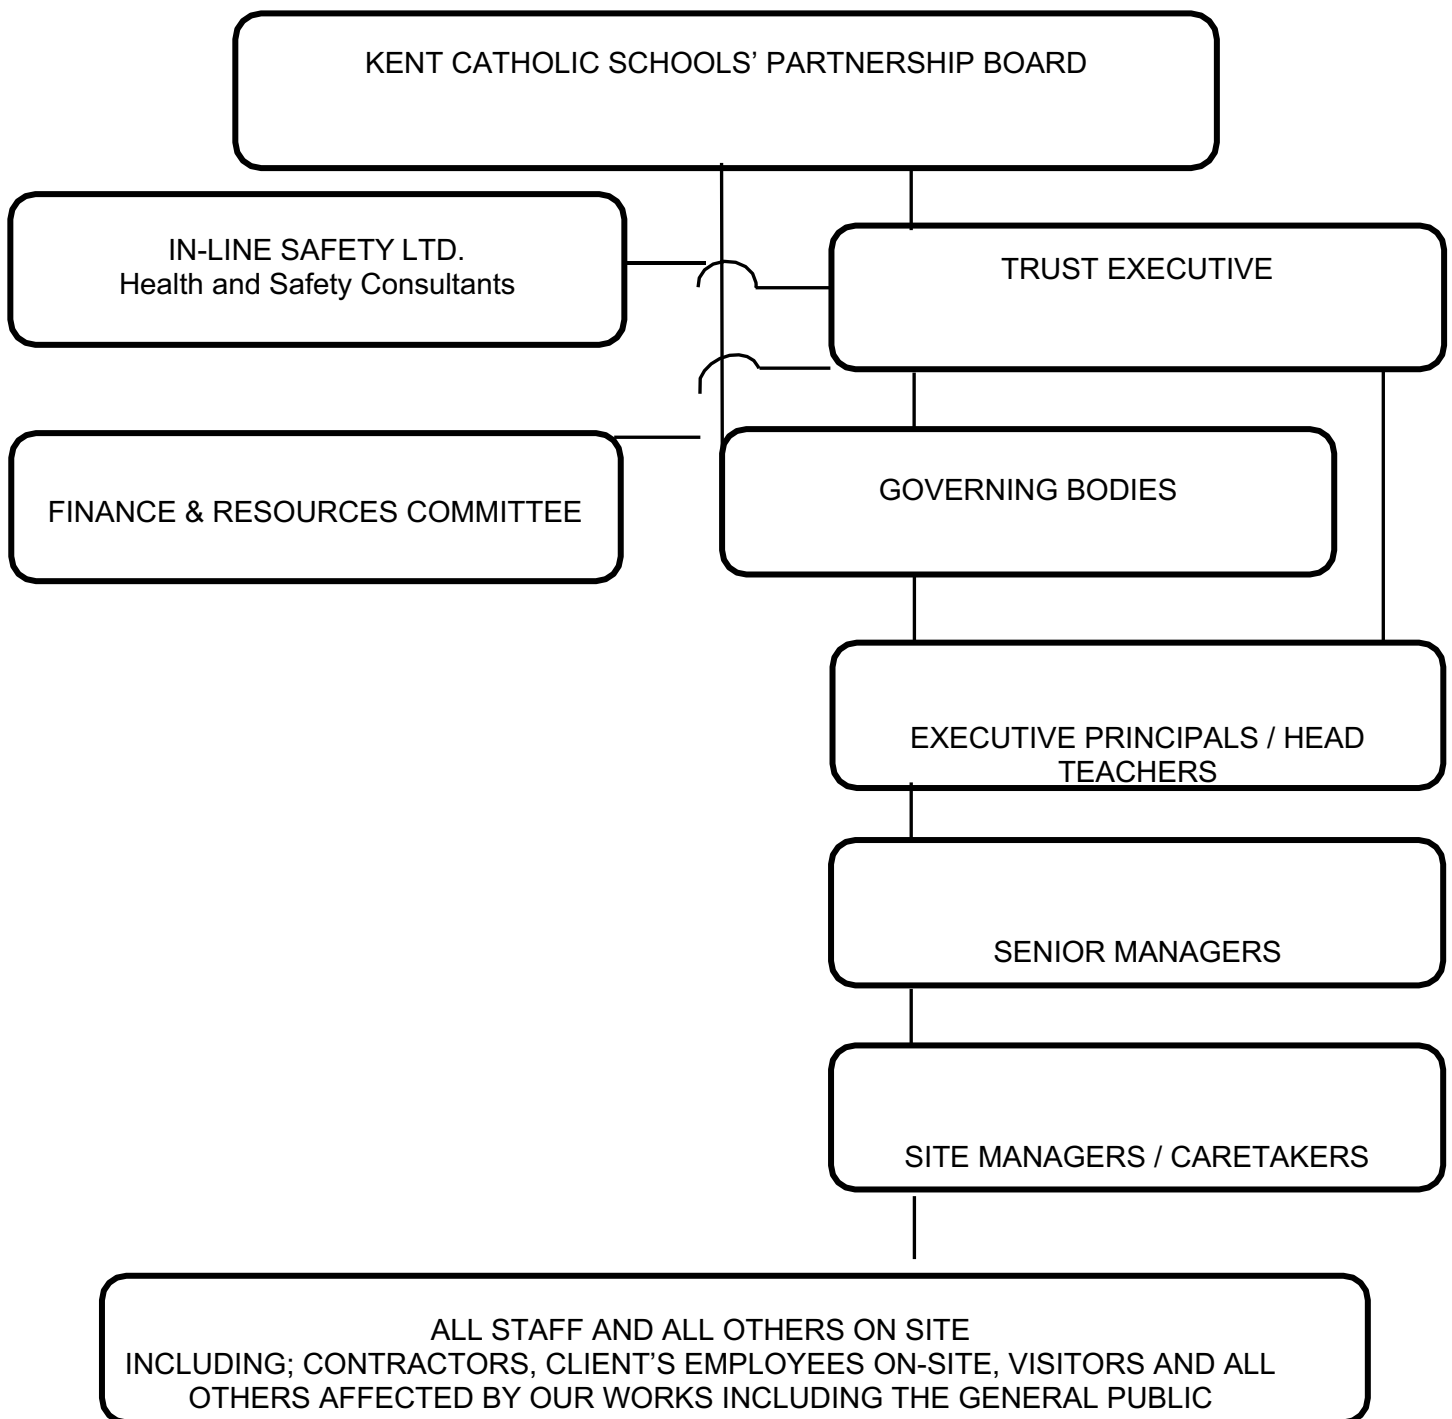 KENT CATHOLIC SCHOOLS’ PARTNERSHIP BOARD
IN-LINE SAFETY LTD.
Health and Safety Consultants
TRUST EXECUTIVE
FINANCE & RESOURCES COMMITTEE
GOVERNING BODIES
EXECUTIVE PRINCIPALS / HEAD
TEACHERS
SENIOR MANAGERS
SITE MANAGERS / CARETAKERS
ALL STAFF AND ALL OTHERS ON SITE
INCLUDING; CONTRACTORS, CLIENT’S EMPLOYEES ON-SITE, VISITORS AND ALL
OTHERS AFFECTED BY OUR WORKS INCLUDING THE GENERAL PUBLIC